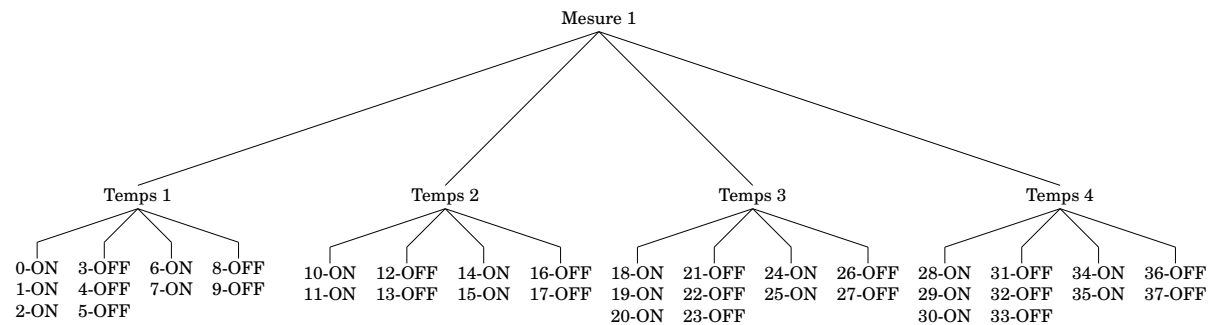 Mesure 1
Temps 1 Temps 2 Temps 3 Temps 4
0-ON 3-OFF 6-ON 8-OFF 10-ON 12-OFF 14-ON 16-OFF 18-ON 21-OFF 24-ON 26-OFF 28-ON 31-OFF 34-ON 36-OFF
1-ON 4-OFF 7-ON 9-OFF 11-ON 13-OFF 15-ON 17-OFF 19-ON 22-OFF 25-ON 27-OFF 29-ON 32-OFF 35-ON 37-OFF
2-ON 5-OFF 20-ON 23-OFF 30-ON 33-OFF